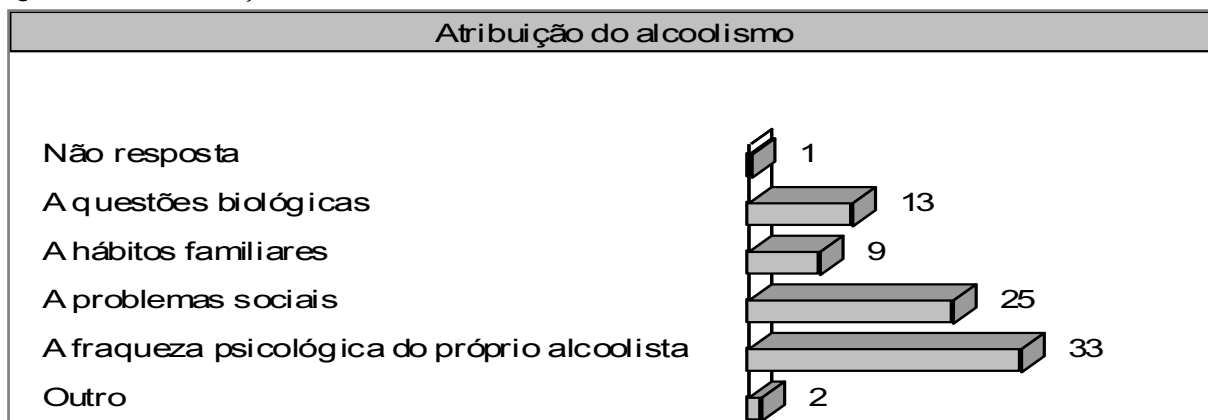 Atribuição do alcoolismo
Não resposta 1
A questões biológicas 13
A hábitos familiares 9
A problemas sociais 25
A fraqueza psicológica do próprio alcoolista 33
Outro 2